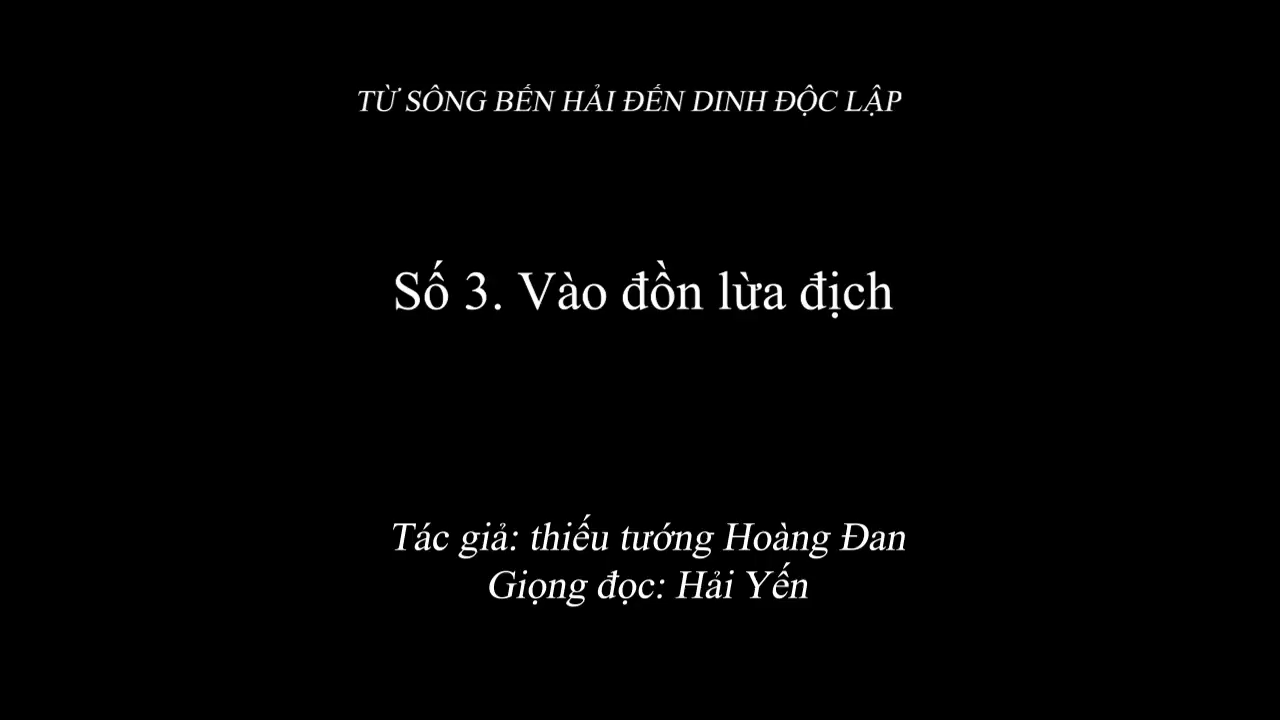 TỪ SÔNG BẾN HẢI ĐẾN DINH ĐỘC LẬP
Số 3. Vào đồn lừa địch
Tác giả: thiếu tướng Hoàng Đan
Giọng đọc: Hải Yến